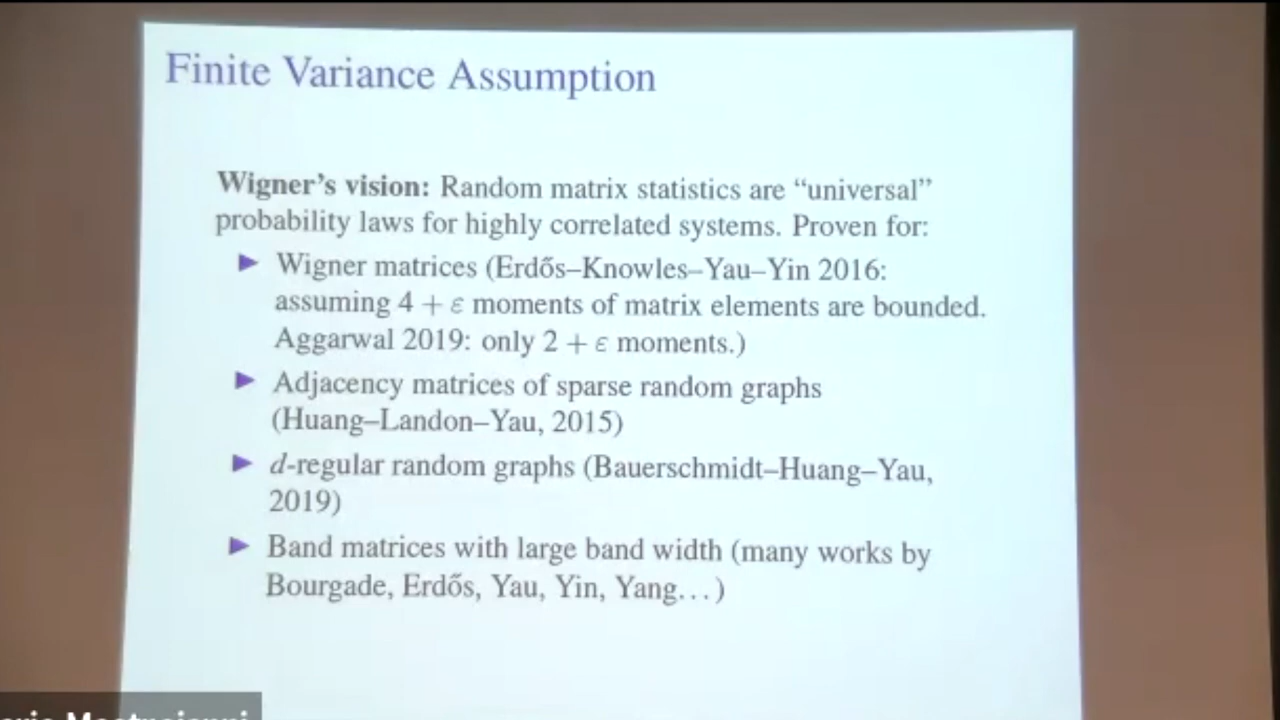 Finite Variance Assumption
Wigner's vision: Random matrix statistics are “universal”
probability laws for highly correlated systems. Proven for:
► Wigner matrices (Erdős–Knowles–Yau–Yin 2016:
assuming 4 + ε moments of matrix elements are bounded.
Aggarwal 2019: only 2 + ε moments.)
► Adjacency matrices of sparse random graphs
(Huang–Landon–Yau, 2015)
► d-regular random graphs (Bauerschmidt–Huang–Yau,
2019)
► Band matrices with large band width (many works by
Bourgade, Erdős, Yau, Yin, Yang...)